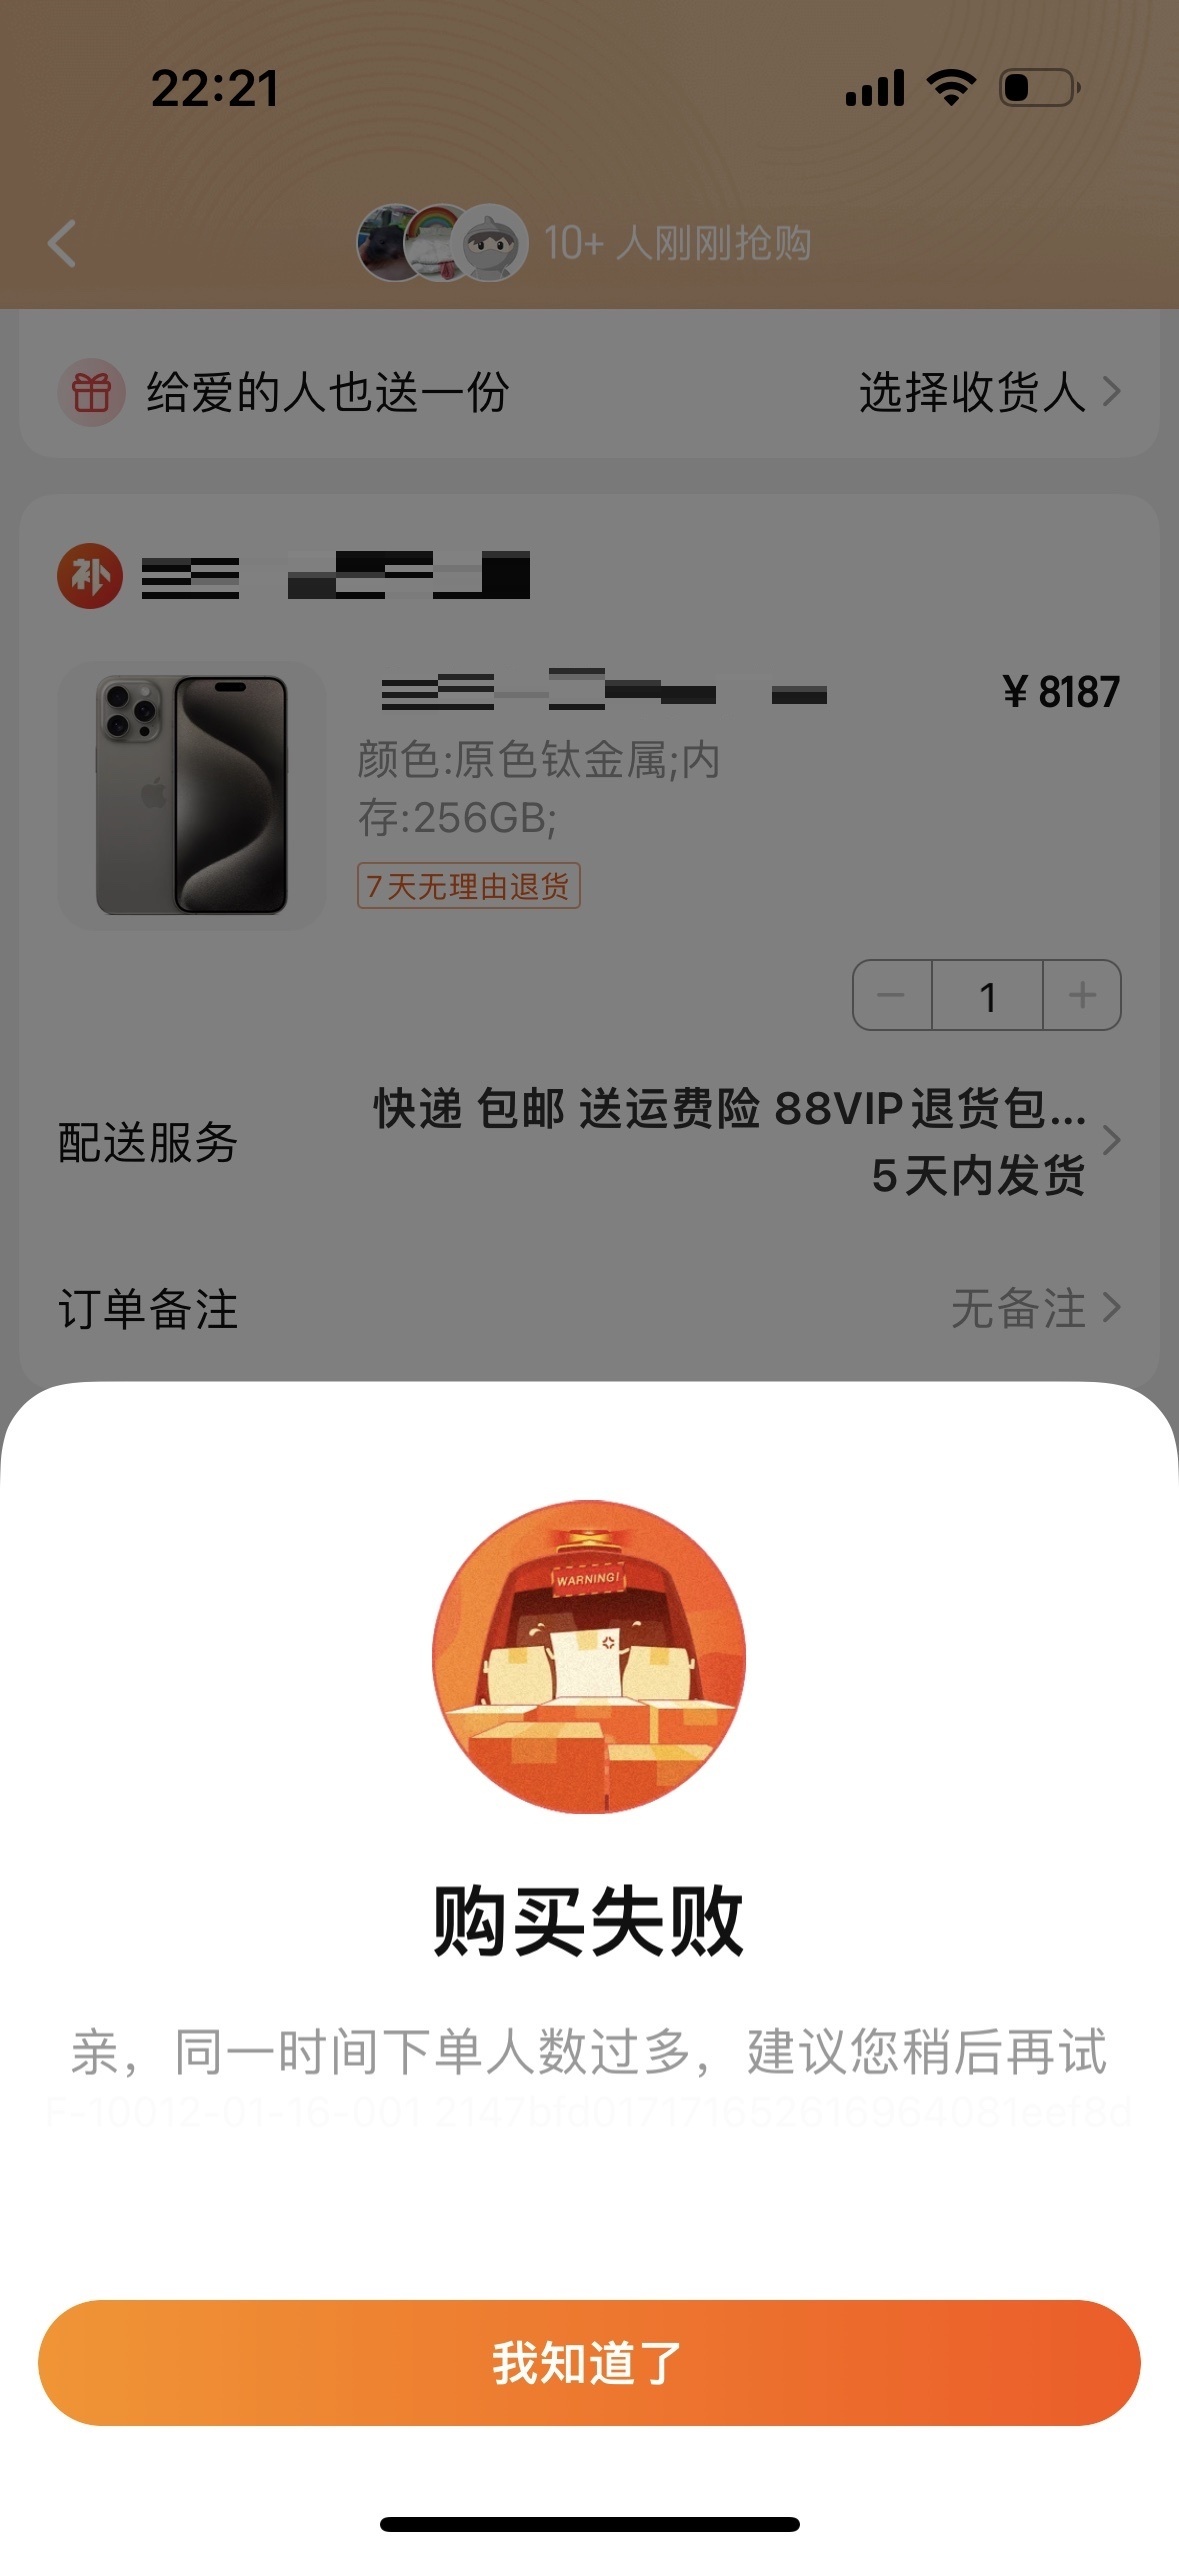 22:21
10+ 人刚刚抢购
给爱的人也送一份
选择收货人
补
¥ 8187
颜色:原色钛金属;内
存:256GB;
7天无理由退货
1
配送服务
快递 包邮 送运费险 88VIP退货包...
5天内发货
订单备注
无备注
WARNING!
购买失败
亲，同一时间下单人数过多，建议您稍后再试
F-10012-01-16-001 2147bfd017171652616964081eef8d
我知道了